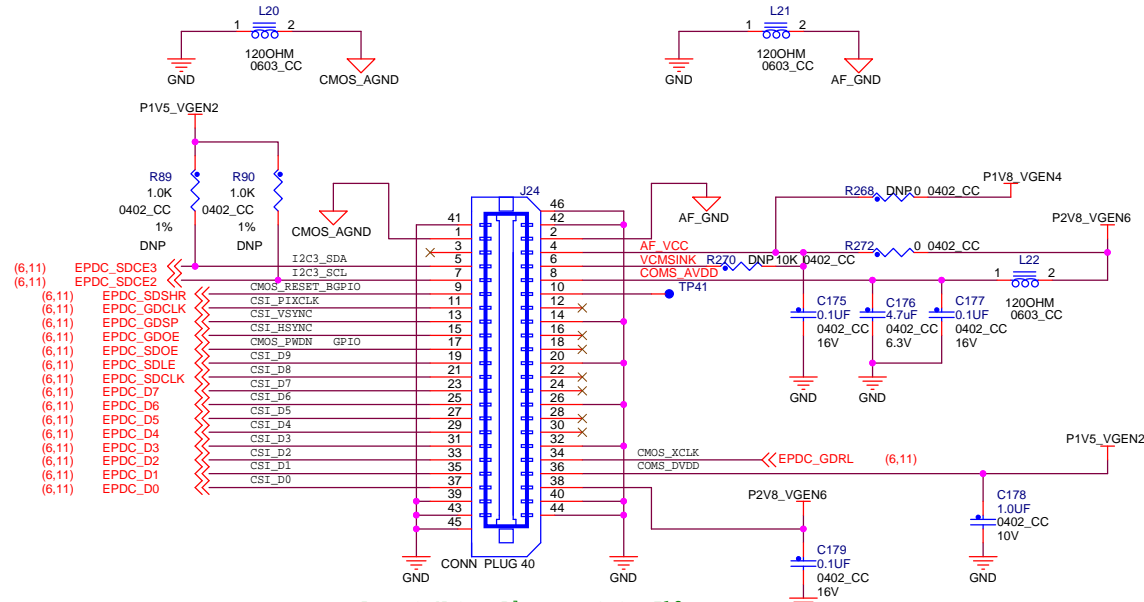 L20
1 2
120OHM
0603_CC
GND
CMOS_AGND
L21
1 2
120OHM
0603_CC
GND
AF_GND
P1V5_VGEN2
R89
1.0K
0402_CC
1%
DNP
R90
1.0K
0402_CC
1%
DNP
CMOS_AGND
J24
AF_GND
R268 DNP 0 0402_CC
P1V8_VGEN4
P2V8_VGEN6
41 46
1 42
3 2
5 4
7 6
9 8
11 10
13 12
15 14
17 16
19 18
21 20
23 22
25 24
27 26
29 28
31 30
33 32
35 34
37 36
39 38
43 40
45 44
CONN PLUG 40
GND
GND
(6,11) EPDC_SDCE3 I2C3_SDA
(6,11) EPDC_SDCE2 I2C3_SCL
(6,11) EPDC_SDSHR CMOS_RESET_BGPIO
(6,11) EPDC_GDCLK CSI_PIXCLK
(6,11) EPDC_GDSP CSI_VSYNC
(6,11) EPDC_GDOE CSI_HSYNC
(6,11) EPDC_SDOE CMOS_PWDN GPIO
(6,11) EPDC_SDLE CSI_D9
(6,11) EPDC_SDCLK CSI_D8
(6,11) EPDC_D7 CSI_D7
(6,11) EPDC_D6 CSI_D6
(6,11) EPDC_D5 CSI_D5
(6,11) EPDC_D4 CSI_D4
(6,11) EPDC_D3 CSI_D3
(6,11) EPDC_D2 CSI_D2
(6,11) EPDC_D1 CSI_D1
(6,11) EPDC_D0 CSI_D0
AF_VCC
R272 0 0402_CC
VCMSINK R270 DNP 10K 0402_CC
COMS_AVDD
TP41
L22
1 2
120OHM
0603_CC
C175
0.1UF
0402_CC
16V
C176
4.7uF
0402_CC
6.3V
C177
0.1UF
0402_CC
16V
GND
GND
CMOS_XCLK EPDC_GDRL (6,11)
COMS_DVDD
P1V5_VGEN2
P2V8_VGEN6
C178
1.0UF
0402_CC
10V
GND
C179
0.1UF
0402_CC
16V